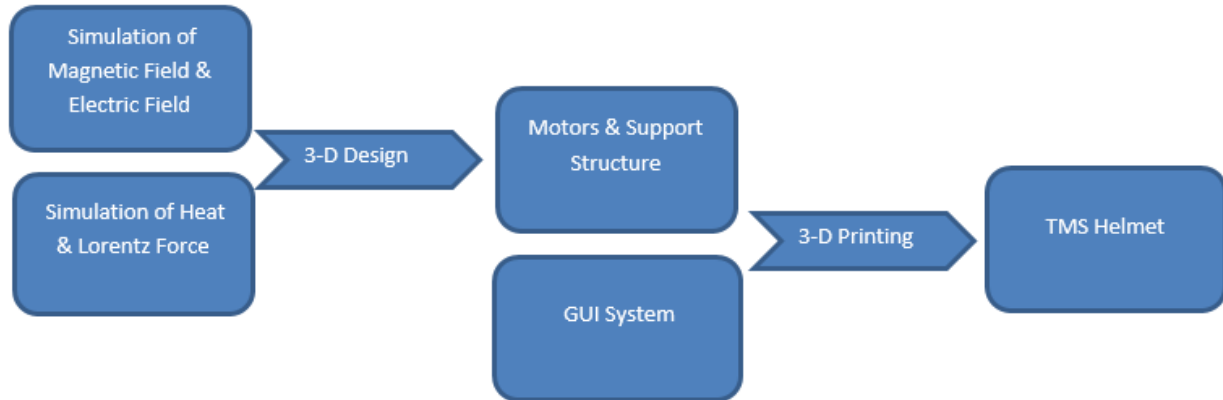 Simulation of
Magnetic Field &
Electric Field
Simulation of Heat
& Lorentz Force
3-D Design
Motors & Support
Structure
GUI System
3-D Printing
TMS Helmet